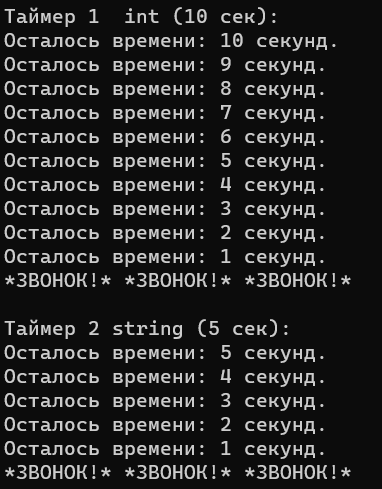 Таймер 1  int (10 сек):
Осталось времени: 10 секунд.
Осталось времени: 9 секунд.
Осталось времени: 8 секунд.
Осталось времени: 7 секунд.
Осталось времени: 6 секунд.
Осталось времени: 5 секунд.
Осталось времени: 4 секунд.
Осталось времени: 3 секунд.
Осталось времени: 2 секунд.
Осталось времени: 1 секунд.
*ЗВОНОК!* *ЗВОНОК!* *ЗВОНОК!*

Таймер 2 string (5 сек):
Осталось времени: 5 секунд.
Осталось времени: 4 секунд.
Осталось времени: 3 секунд.
Осталось времени: 2 секунд.
Осталось времени: 1 секунд.
*ЗВОНОК!* *ЗВОНОК!* *ЗВОНОК!*